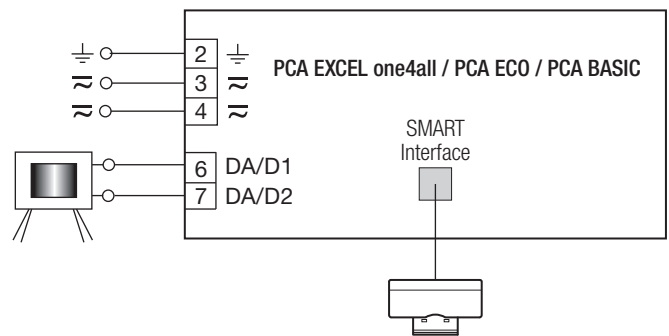 2
PCA EXCEL one4all / PCA ECO / PCA BASIC
3
4
SMART
Interface
6 DA/D1
7 DA/D2